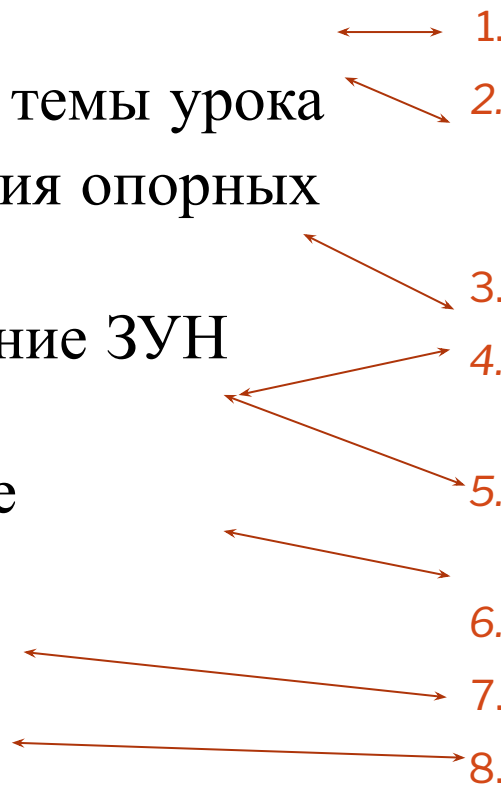 1.
темы урока
2.
ия опорных
3.
ние ЗУН
4.
е
5.
6.
7.
8.